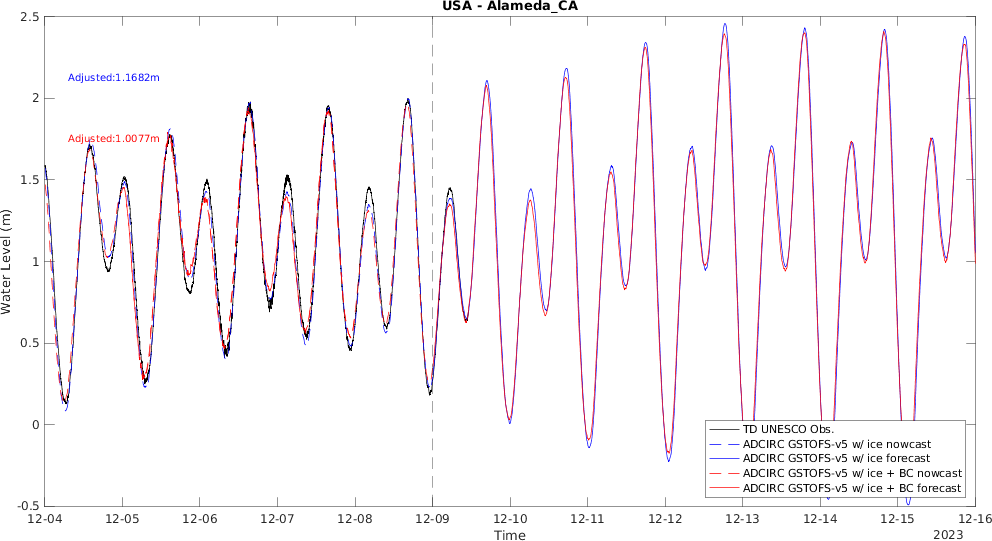 USA - Alameda_CA
2.5
2
1.5
1
0.5
0
-0.5
Water Level (m)
Adjusted:1.1682m
Adjusted:1.0077m
TD UNESCO Obs.
ADCIRC GSTOFS-v5 w/ ice nowcast
ADCIRC GSTOFS-v5 w/ ice forecast
ADCIRC GSTOFS-v5 w/ ice + BC nowcast
ADCIRC GSTOFS-v5 w/ ice + BC forecast
12-04 12-05 12-06 12-07 12-08 12-09 12-10 12-11 12-12 12-13 12-14 12-15 12-16
Time
2023